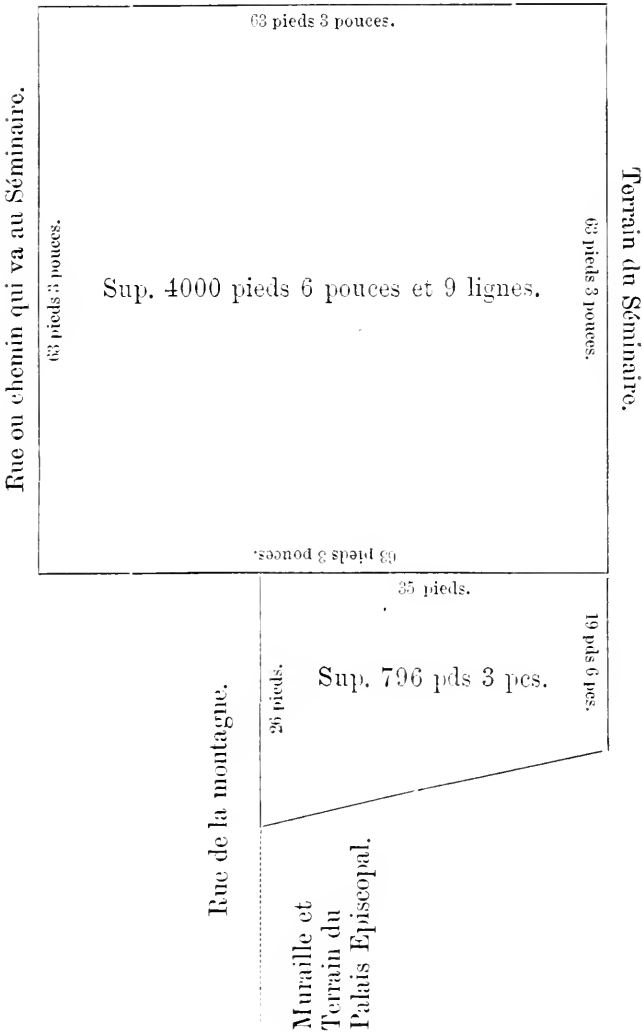 63 pieds 3 pouces.
Rue ou chemin qui va au Séminaire.
63 pieds 3 pouces.
Sup. 4000 pieds 6 pouces et 9 lignes.
63 pieds 3 pouces.
Terrain du Séminaire.
63 pieds 3 pouces.
35 pieds.
Rue de la montagne.
26 pieds.
Sup. 796 pds 3 pcs.
19 pds 6 pcs.
Muraille et
Terrain du
Palais Episcopal.